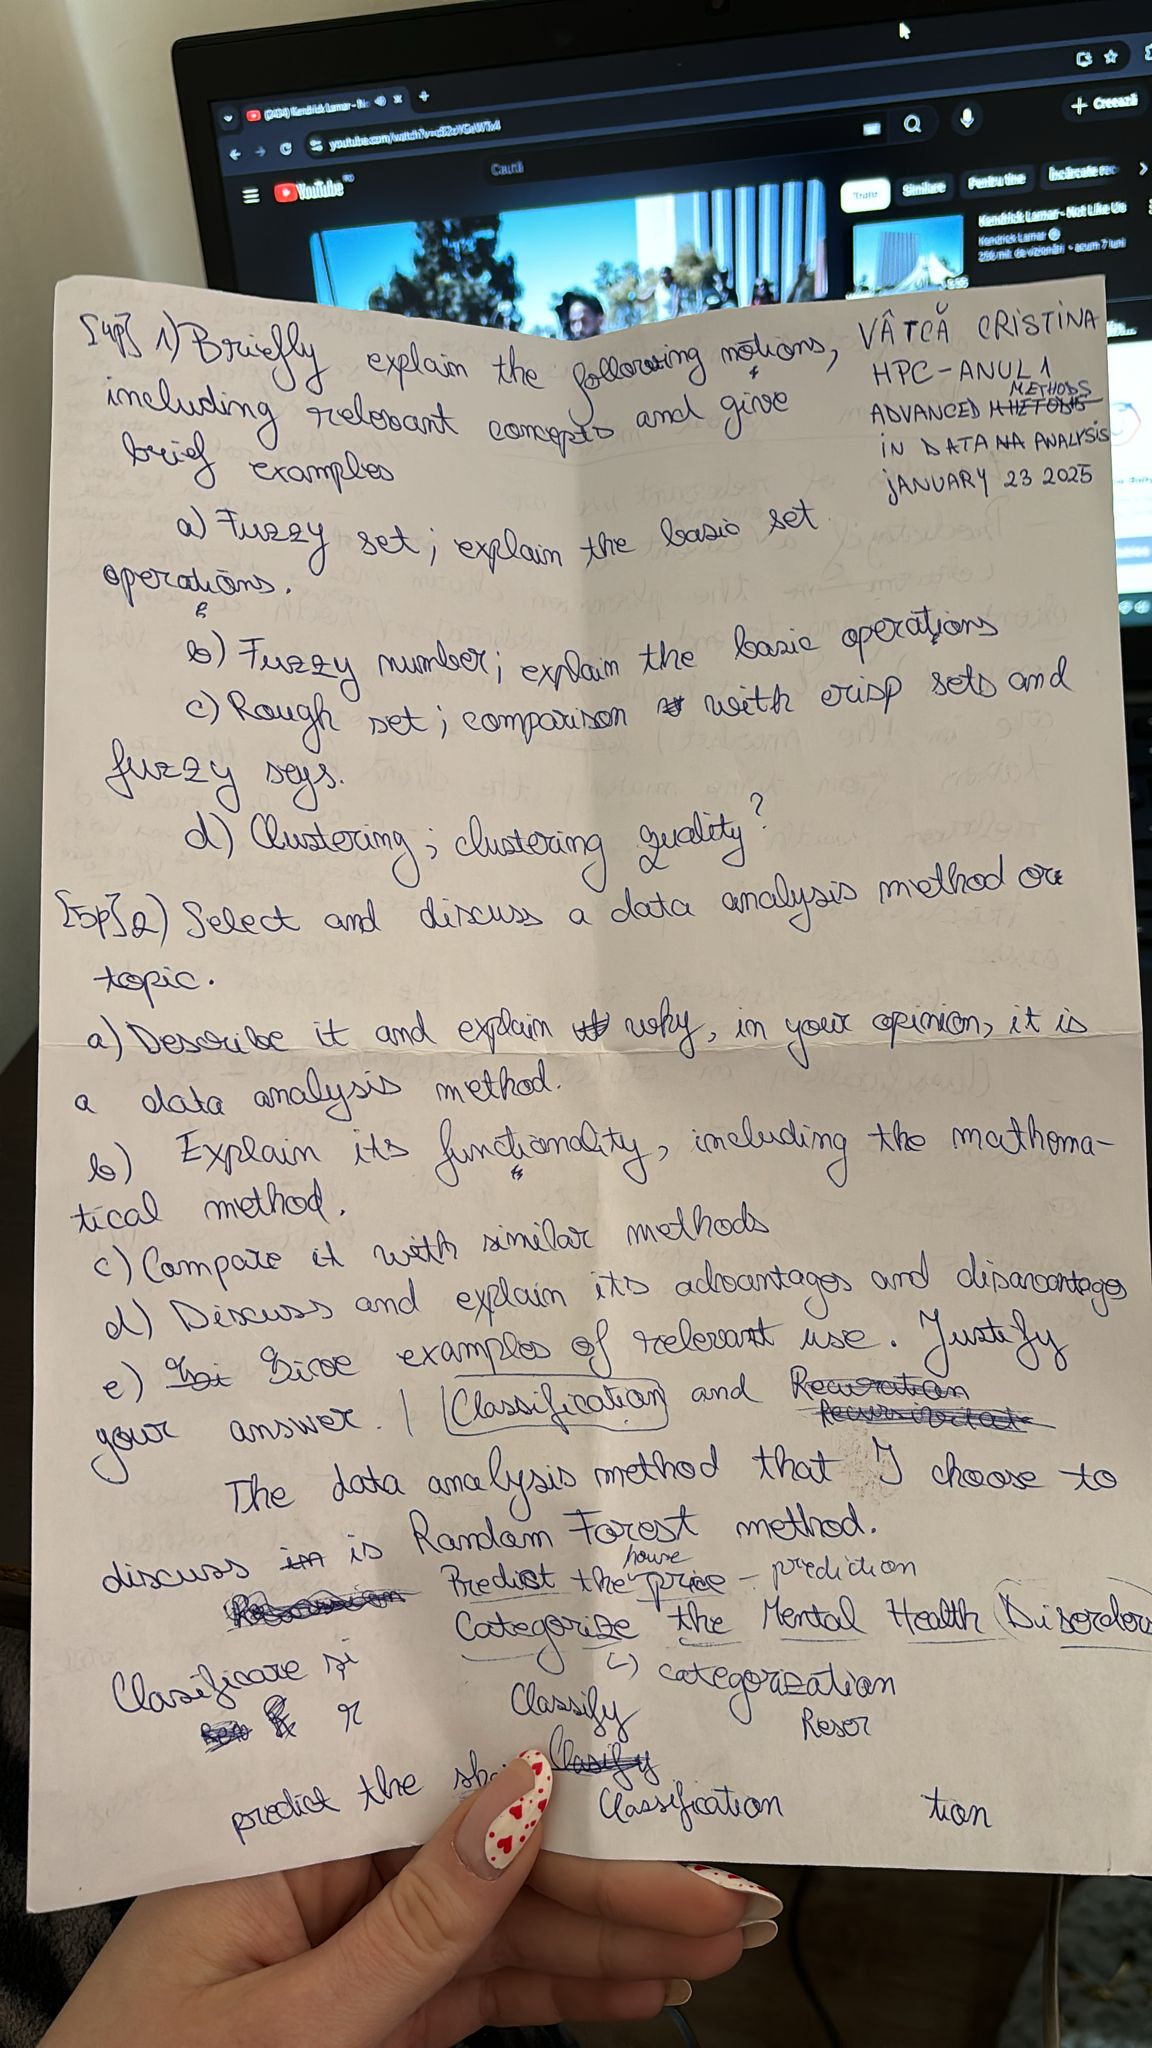 (2434) Kendrick Lamar - N
youtube.com/watch?v=
Creează
YouTube RO
Caută
Toate
Similare
Pentru tine
Încărcate rec
Kendrick Lamar - Not Like Us
Kendrick Lamar
256 mil. de vizionări • acum 7 luni
[4p] 1) Briefly explain the following notions,
including relevant concepts and give
brief examples
VÂTCĂ CRISTINA
HPC-ANUL 1
ADVANCED METHODS
IN DATA ANALYSIS
JANUARY 23 2025
a) Fuzzy set; explain the basic set
operations.
b) Fuzzy number; explain the basic operations
c) Rough set; comparison with crisp sets and
fuzzy seys.
d) Clustering; clustering quality?
[5p] 2) Select and discuss a data analysis method or
topic.
a) Describe it and explain why, in your opinion, it is
a data analysis method.
b) Explain its functionality, including the mathema-
tical method.
c) Compare it with similar methods
d) Discuss and explain its advantages and disavantages
e) Give examples of relevant use. Justify
your answer. | Classification and
The data analysis method that I choose to
discuss is Random Forest method.
Predict the house price - prediction
Categorize the Mental Health Disorders
Clasificare și categorization
r Classify Resor
predict the Clasify
Classification tion